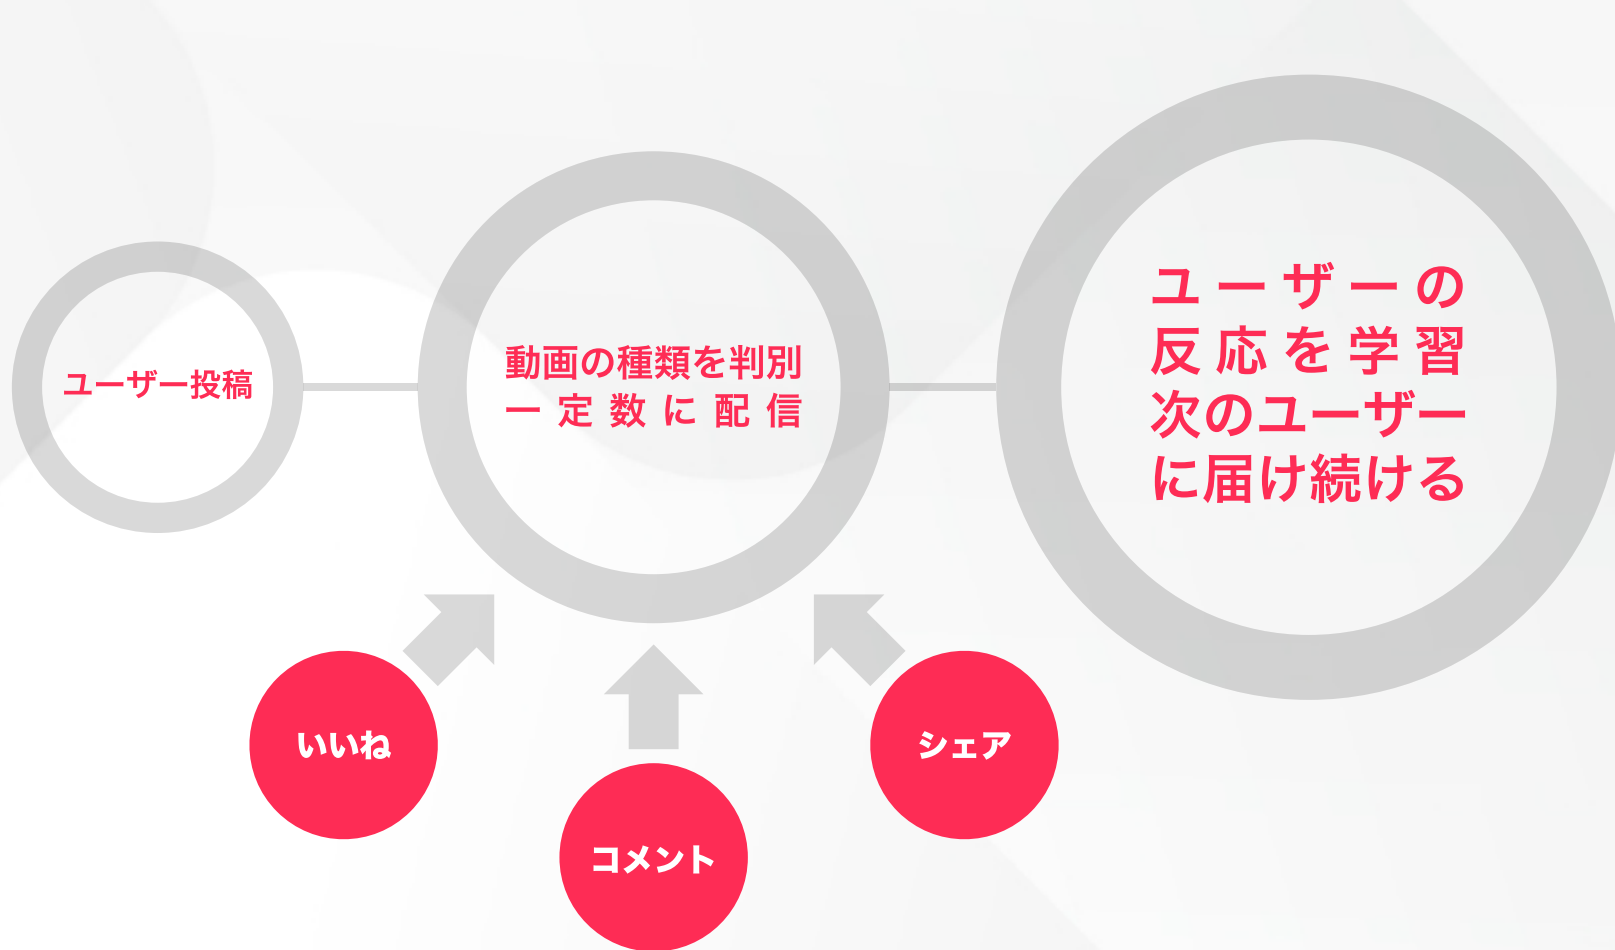 ユーザー投稿
動画の種類を判別
一定数に配信
ユーザーの
反応を学習
次のユーザー
に届け続ける
いいね
コメント
シェア